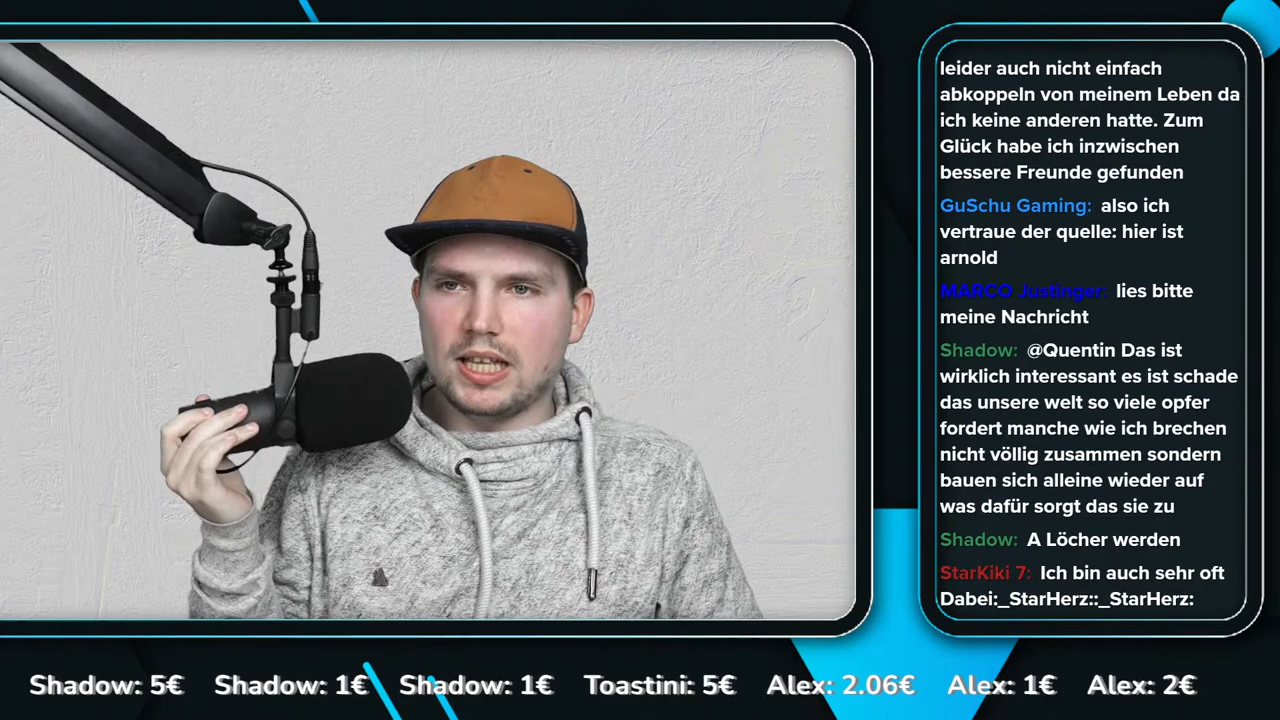 leider auch nicht einfach
abkoppeln von meinem Leben da
ich keine anderen hatte. Zum
Glück habe ich inzwischen
bessere Freunde gefunden
GuSchu Gaming: also ich
vertraue der quelle: hier ist
arnold
MARCO Justinger: lies bitte
meine Nachricht
Shadow: @Quentin Das ist
wirklich interessant es ist schade
das unsere welt so viele opfer
fordert manche wie ich brechen
nicht völlig zusammen sondern
bauen sich alleine wieder auf
was dafür sorgt das sie zu
Shadow: A Löcher werden
StarKiki 7: Ich bin auch sehr oft
Dabei:_StarHerz::_StarHerz:
Shadow: 5€ Shadow: 1€ Shadow: 1€ Toastini: 5€ Alex: 2.06€ Alex: 1€ Alex: 2€